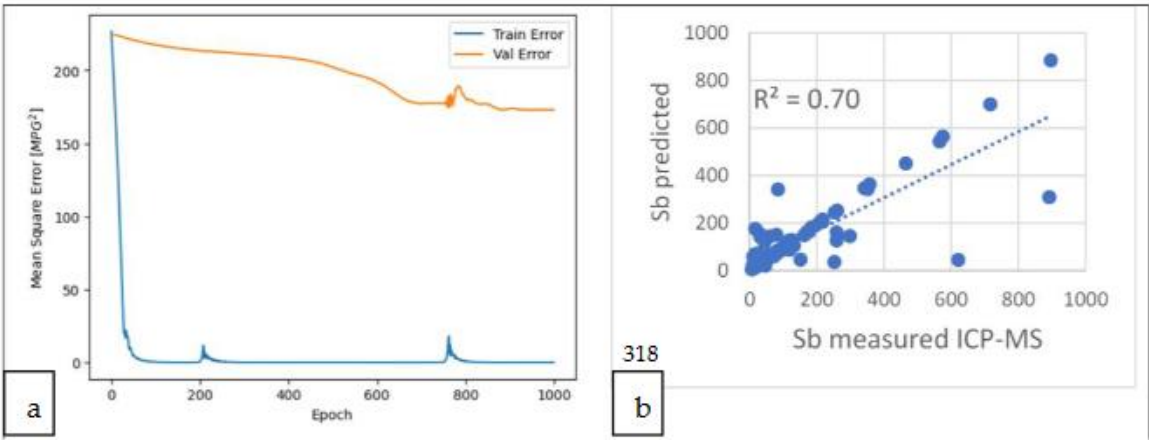 Train Error
Val Error
200
150
100
50
0
Mean Square Error [MPG²]
0 200 400 600 800 1000
Epoch
a
1000
800
600
400
200
0
R² = 0.70
Sb predicted
0 200 400 600 800 1000
Sb measured ICP-MS
318
b